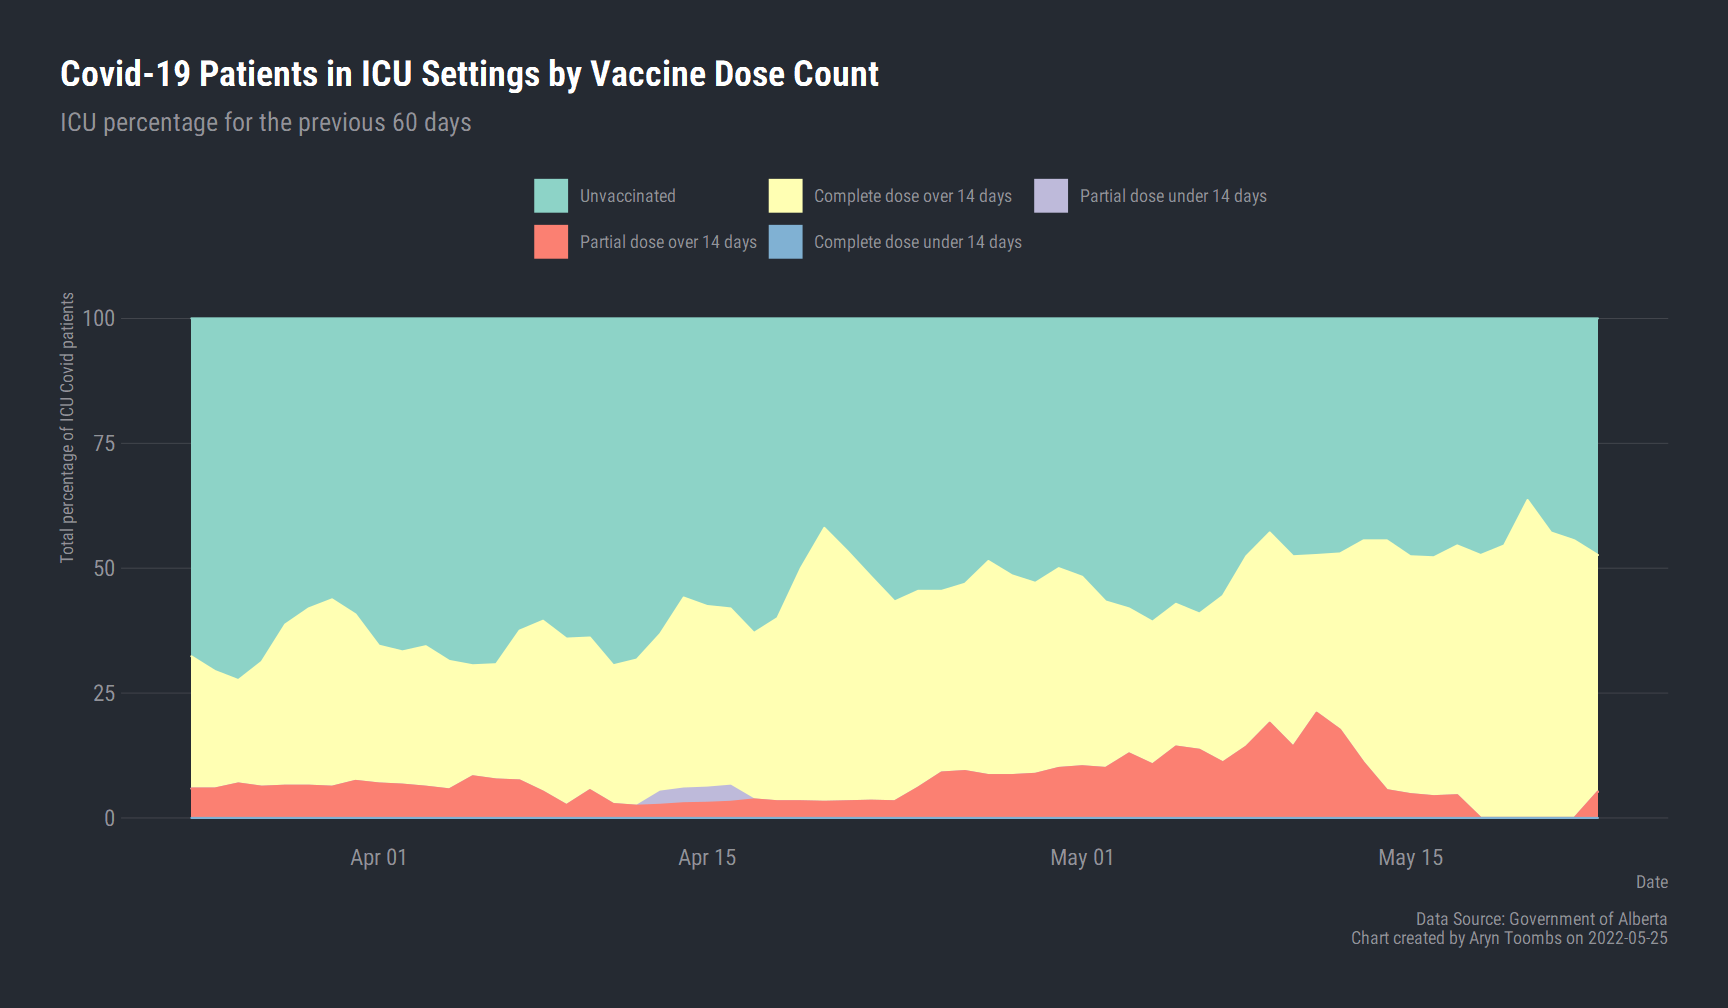 Covid-19 Patients in ICU Settings by Vaccine Dose Count
ICU percentage for the previous 60 days
Unvaccinated
Complete dose over 14 days
Partial dose under 14 days
Partial dose over 14 days
Complete dose under 14 days
Total percentage of ICU Covid patients
100
75
50
25
0
Apr 01
Apr 15
May 01
May 15
Date
Data Source: Government of Alberta
Chart created by Aryn Toombs on 2022-05-25